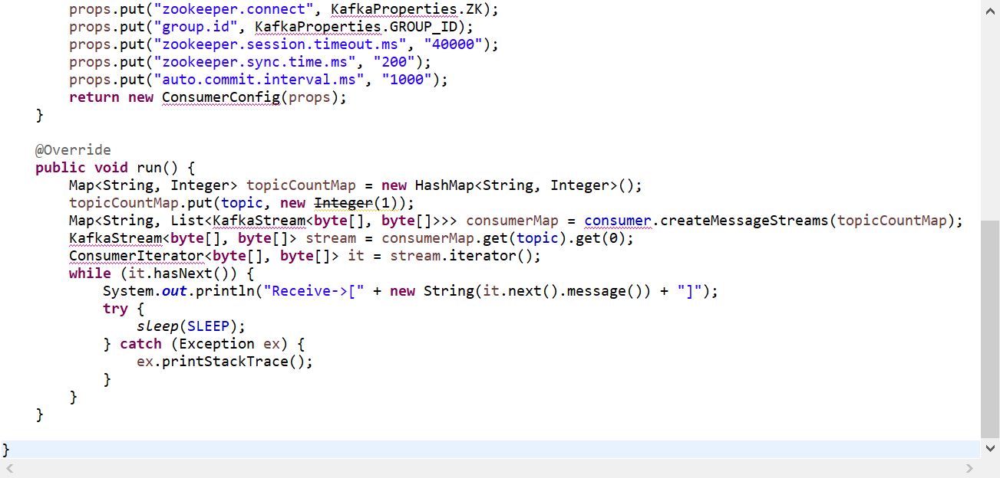 props.put("zookeeper.connect", KafkaProperties.ZK);
props.put("group.id", KafkaProperties.GROUP_ID);
props.put("zookeeper.session.timeout.ms", "40000");
props.put("zookeeper.sync.time.ms", "200");
props.put("auto.commit.interval.ms", "1000");
return new ConsumerConfig(props);
}
@Override
public void run() {
Map<String, Integer> topicCountMap = new HashMap<String, Integer>();
topicCountMap.put(topic, new Integer(1));
Map<String, List<KafkaStream<byte[], byte[]>>> consumerMap = consumer.createMessageStreams(topicCountMap);
KafkaStream<byte[], byte[]> stream = consumerMap.get(topic).get(0);
ConsumerIterator<byte[], byte[]> it = stream.iterator();
while (it.hasNext()) {
System.out.println("Receive->[" + new String(it.next().message()) + "]");
try {
sleep(SLEEP);
} catch (Exception ex) {
ex.printStackTrace();
}
}
}
}